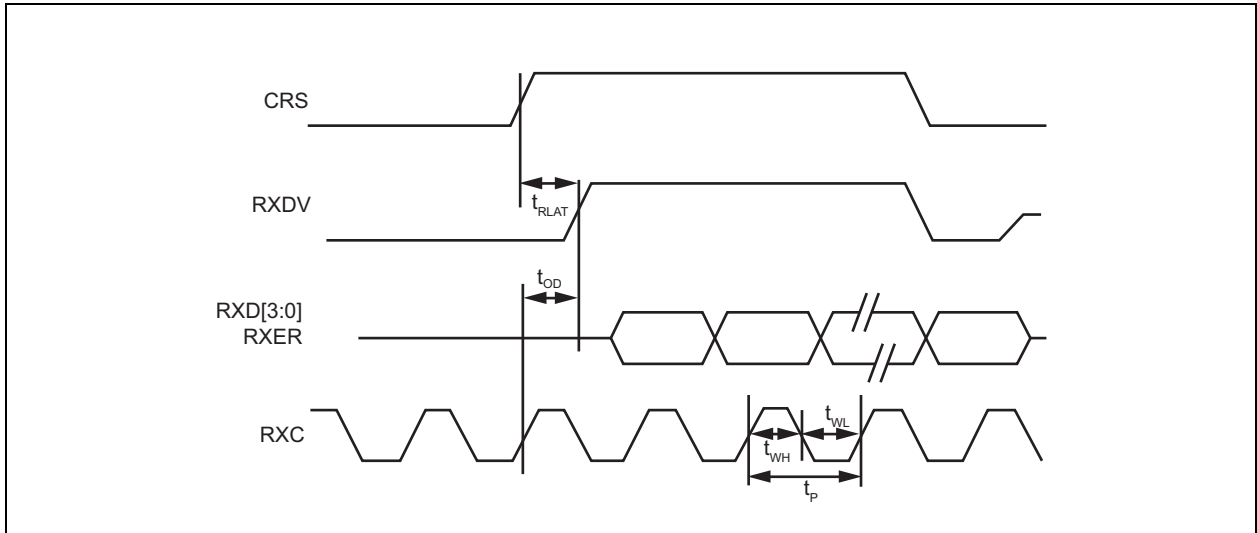 CRS
RXDV
tRLAT
tOD
RXD[3:0]
RXER
RXC
tWL
tWH
tP